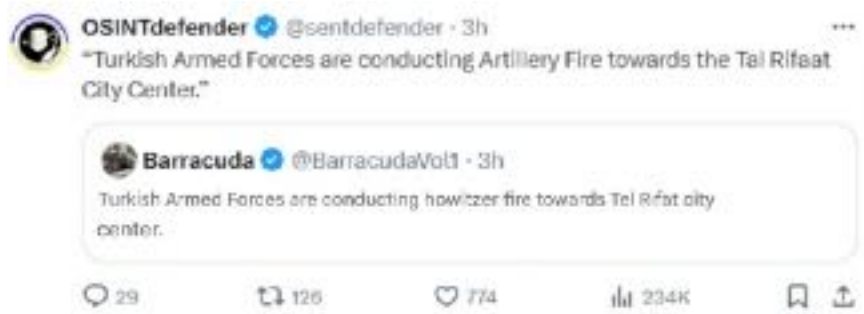 OSINTdefender @sentdefender · 3h
"Turkish Armed Forces are conducting Artillery Fire towards the Tal Rifaat
City Center."
Barracuda @BarracudaVol1 · 3h
Turkish Armed Forces are conducting howitzer fire towards Tel Rifat city
center.
29 126 774 234K